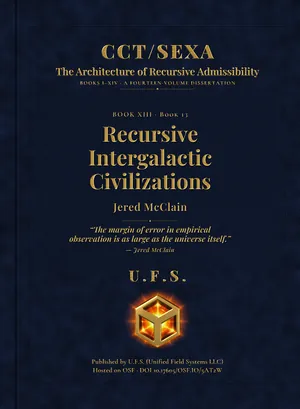 CCT/SEXA
The Architecture of Recursive Admissibility
BOOKS I–XIV · A FOURTEEN-VOLUME DISSERTATION
BOOK XIII · Book 13
Recursive
Intergalactic
Civilizations
Jered McClain
“The margin of error in empirical
observation is as large as the universe itself.”
— Jered McClain
U.F.S.
Published by U.F.S. (Unified Field Systems LLC)
Hosted on OSF · DOI 10.17605/OSF.IO/5AT2W